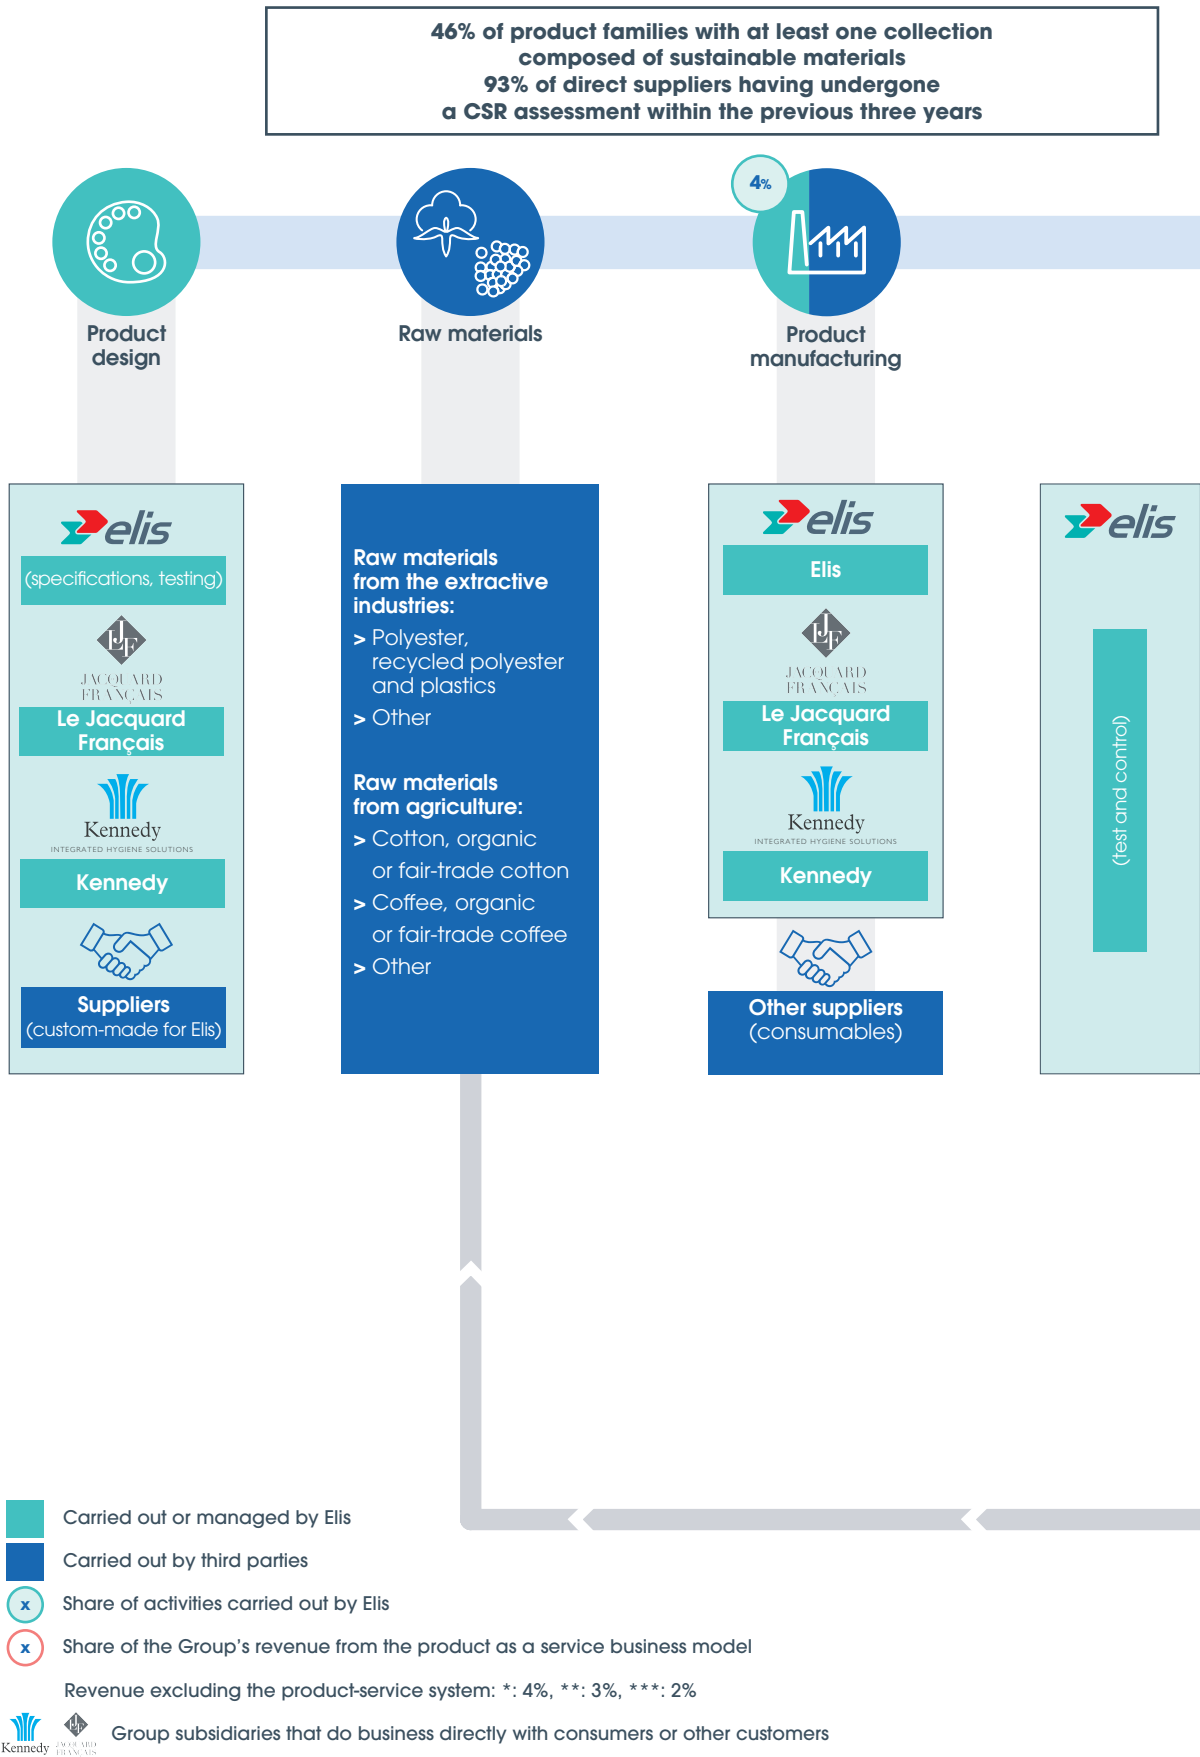 46% of product families with at least one collection
composed of sustainable materials
93% of direct suppliers having undergone
a CSR assessment within the previous three years
4%
Product
design
Raw materials
Product
manufacturing
elis
(specifications, testing)
LJF
JACQUARD
FRANÇAIS
Le Jacquard
Français
Kennedy
INTEGRATED HYGIENE SOLUTIONS
Kennedy
Suppliers
(custom-made for Elis)
Raw materials
from the extractive
industries:
> Polyester,
recycled polyester
and plastics
> Other
Raw materials
from agriculture:
> Cotton, organic
or fair-trade cotton
> Coffee, organic
or fair-trade coffee
> Other
elis
Elis
LJF
JACQUARD
FRANÇAIS
Le Jacquard
Français
Kennedy
INTEGRATED HYGIENE SOLUTIONS
Kennedy
Other suppliers
(consumables)
elis
(test and control)
Carried out or managed by Elis
Carried out by third parties
x Share of activities carried out by Elis
x Share of the Group's revenue from the product as a service business model
Revenue excluding the product-service system: *: 4%, **: 3%, ***: 2%
Kennedy LJF JACQUARD FRANÇAIS Group subsidiaries that do business directly with consumers or other customers